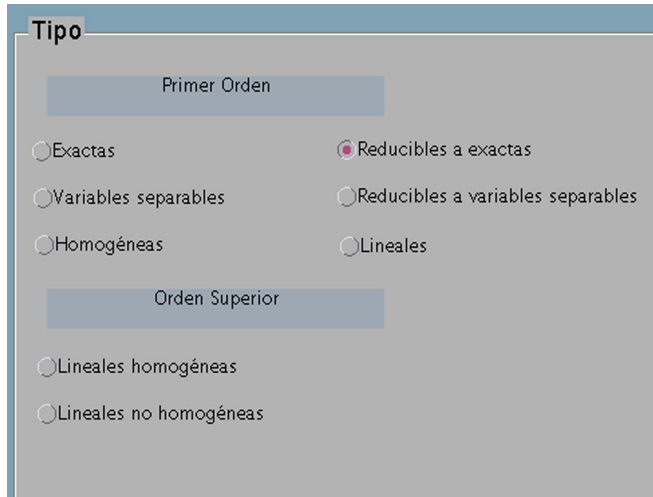 Tipo
Primer Orden
Exactas
Reducibles a exactas
Variables separables
Reducibles a variables separables
Homogéneas
Lineales
Orden Superior
Lineales homogéneas
Lineales no homogéneas